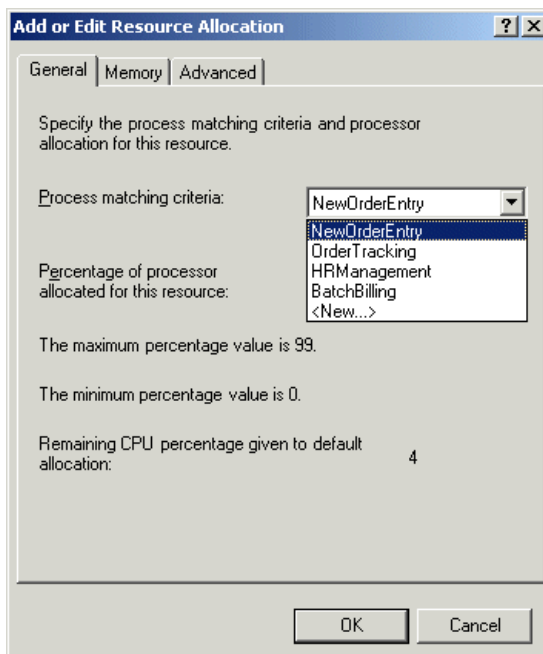 Add or Edit Resource Allocation
General Memory Advanced
Specify the process matching criteria and processor
allocation for this resource.
Process matching criteria: NewOrderEntry
NewOrderEntry
OrderTracking
HRManagement
BatchBilling
<New...>
Percentage of processor
allocated for this resource:
The maximum percentage value is 99.
The minimum percentage value is 0.
Remaining CPU percentage given to default
allocation: 4
OK Cancel